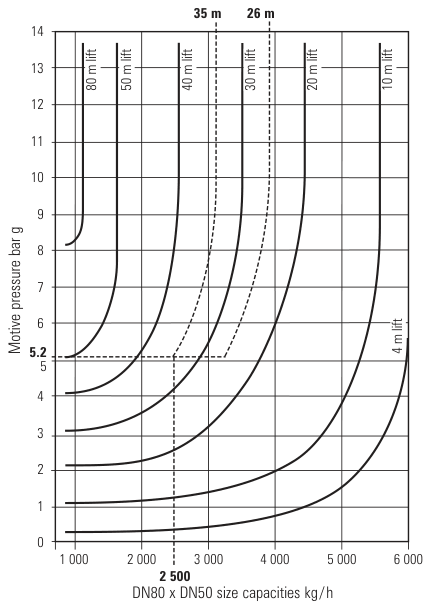 35 m
26 m
14
13
12
11
10
9
8
7
6
5.2
5
4
3
2
1
0
Motive pressure bar g
80 m lift
50 m lift
40 m lift
30 m lift
20 m lift
10 m lift
4 m lift
1 000
2 000
3 000
4 000
5 000
6 000
2 500
DN80 x DN50 size capacities kg/h